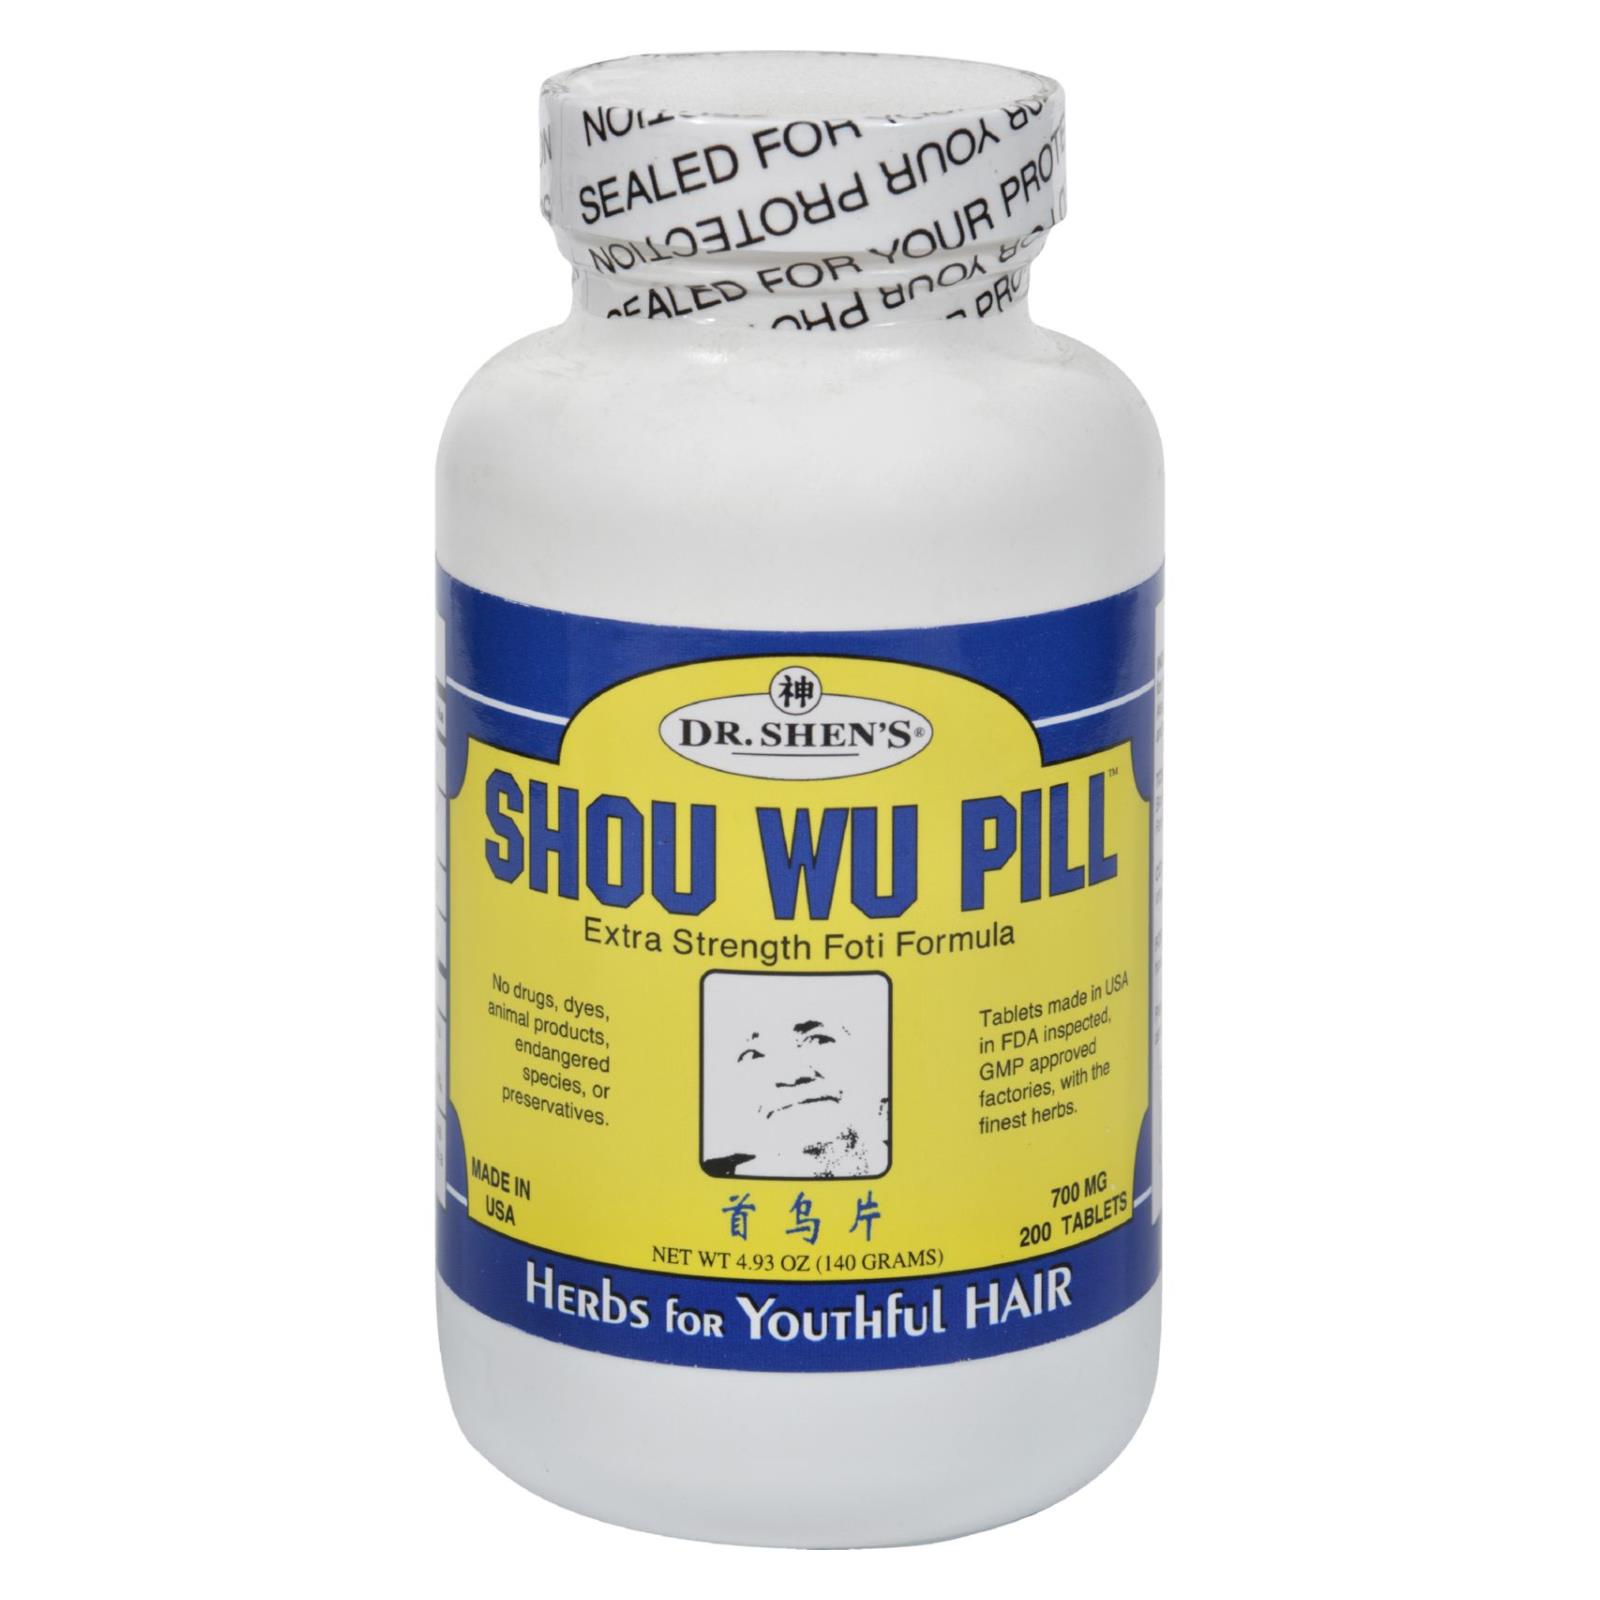 SEALED FOR YOUR
PROTECTION
SEALED FOR YOUR
神
DR. SHEN'S®
SHOU WU PILL™
Extra Strength Foti Formula
No drugs, dyes,
animal products,
endangered
species, or
preservatives.
Tablets made in USA
in FDA inspected,
GMP approved
factories, with the
finest herbs.
MADE IN
USA
700 MG
200 TABLETS
首乌片
NET WT 4.93 OZ (140 GRAMS)
Herbs for Youthful HAIR